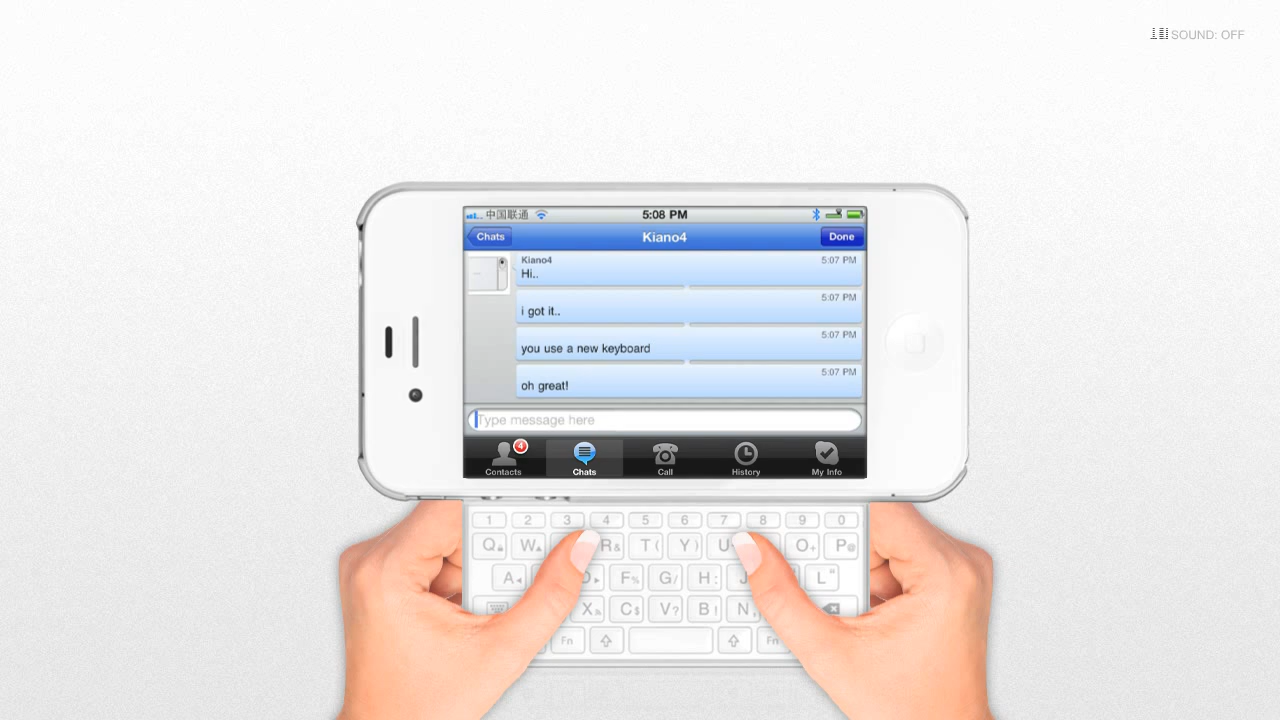 SOUND: OFF
中国联通
5:08 PM
Chats
Kiano4
Done
Kiano4
5:07 PM
Hi..
5:07 PM
i got it..
5:07 PM
you use a new keyboard
5:07 PM
oh great!
Type message here
4
Contacts
Chats
Call
History
My Info
1 2 3 4 5 6 7 8 9 0
Q W R& T( Y) U O+ P@
A F% G/ H: J L"
X C$ V? B! N,
Fn Fn